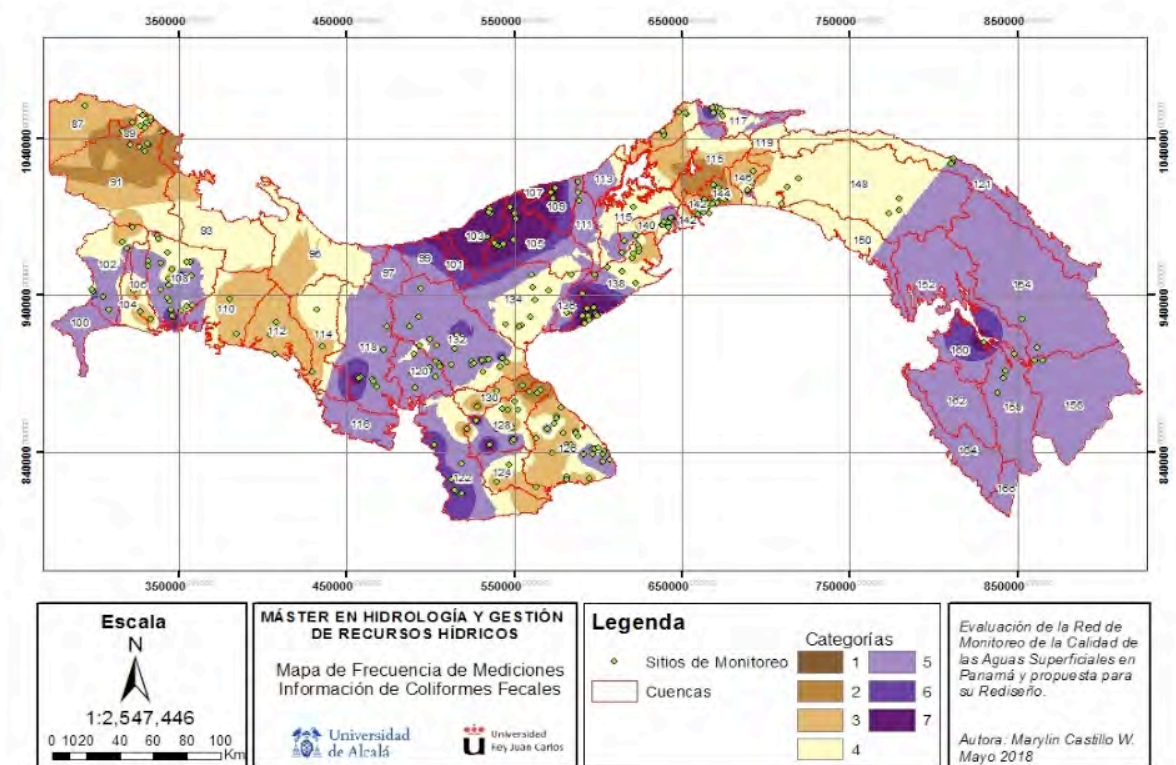 350000 450000 550000 650000 750000 850000
1040000 1040000
940000 940000
840000 840000
87 89 91 93 96 97 99 101 103 105 107 109 111 113 115 117 119 121
100 102 104 106 108 110 112 114 115 118 116 120 132 134 138 140 142 142 144 146 148 150
122 124 126 128 130
152 154 156 158 160 162 164 166
350000 450000 550000 650000 750000 850000
Escala
N
1:2,547,446
0 10 20 40 60 80 100
Km
MÁSTER EN HIDROLOGÍA Y GESTIÓN
DE RECURSOS HÍDRICOS
Mapa de Frecuencia de Mediciones
Información de Coliformes Fecales
Universidad
de Alcalá
Universidad
Rey Juan Carlos
Legenda
Sitios de Monitoreo
Cuencas
Categorías
1 5
2 6
3 7
4
Evaluación de la Red de
Monitoreo de la Calidad de
las Aguas Superficiales en
Panamá y propuesta para
su Rediseño.
Autora: Marylin Castillo W.
Mayo 2018